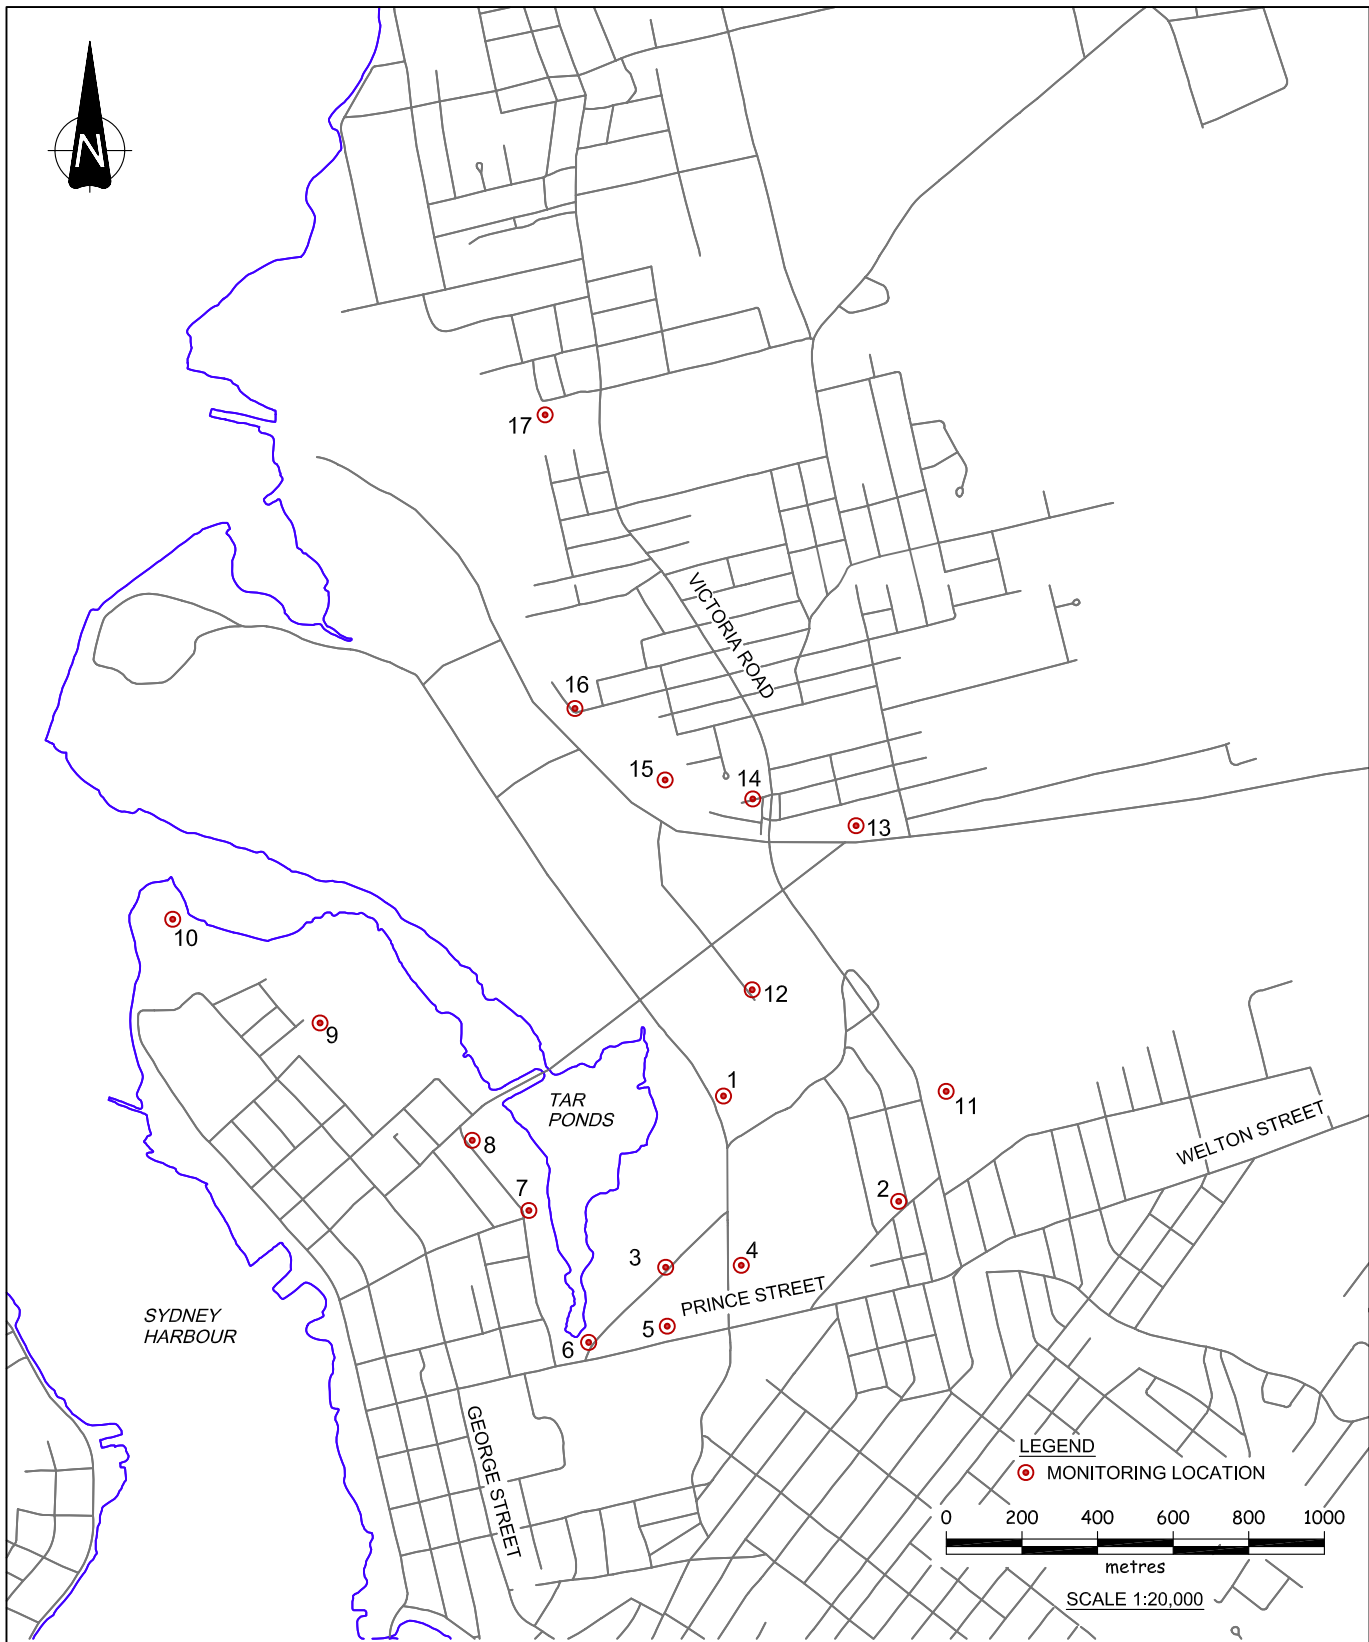 N
17
VICTORIA ROAD
16
15
14
13
10
12
9
1
TAR
PONDS
11
8
WELTON STREET
7
2
3
4
PRINCE STREET
SYDNEY
HARBOUR
5
6
GEORGE STREET
LEGEND
MONITORING LOCATION
0 200 400 600 800 1000
metres
SCALE 1:20,000